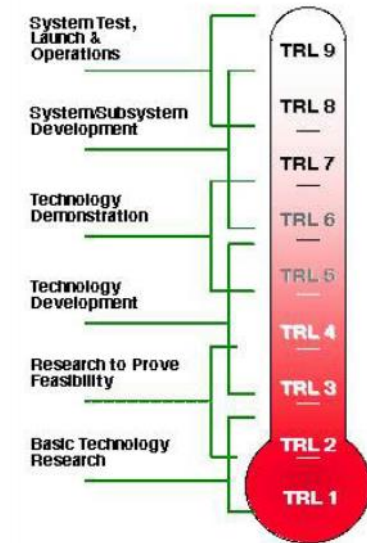 System Test,
Launch &
Operations
System/Subsystem
Development
Technology
Demonstration
Technology
Development
Research to Prove
Feasibility
Basic Technology
Research
TRL 9
TRL 8
TRL 7
TRL 6
TRL 5
TRL 4
TRL 3
TRL 2
TRL 1